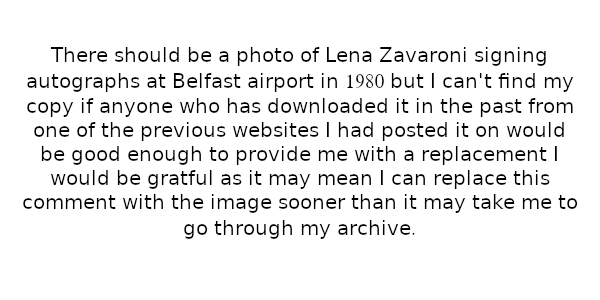 There should be a photo of Lena Zavaroni signing
autographs at Belfast airport in 1980 but I can't find my
copy if anyone who has downloaded it in the past from
one of the previous websites I had posted it on would
be good enough to provide me with a replacement I
would be gratful as it may mean I can replace this
comment with the image sooner than it may take me to
go through my archive.